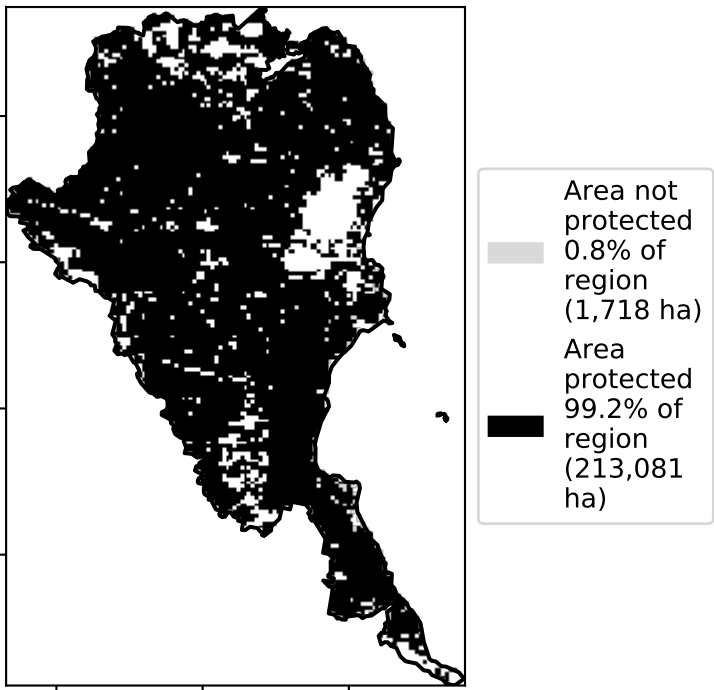 Area not
protected
0.8% of
region
(1,718 ha)
Area
protected
99.2% of
region
(213,081
ha)